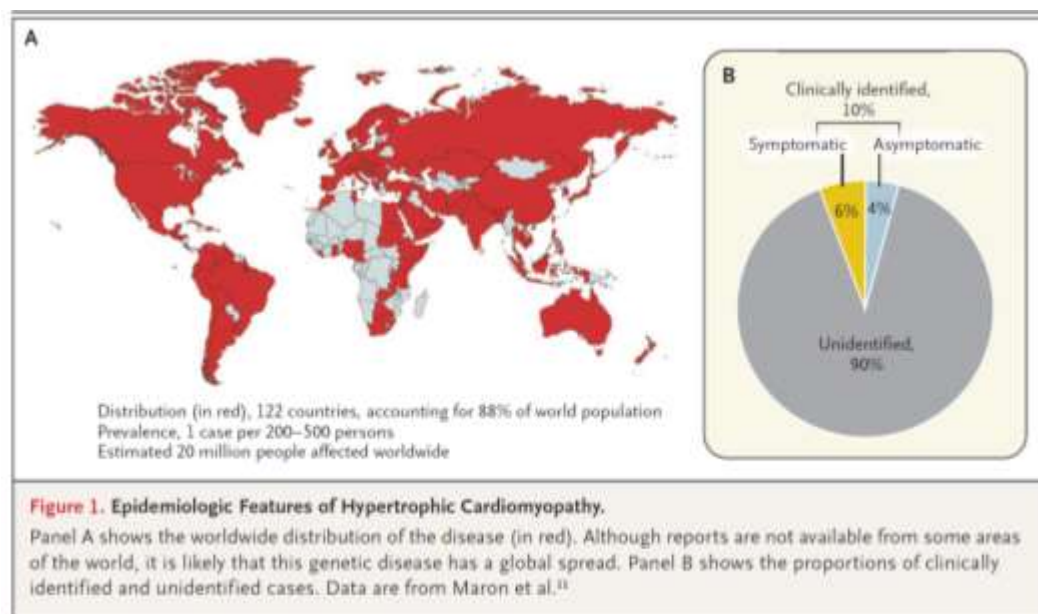 A
Distribution (in red), 122 countries, accounting for 88% of world population
Prevalence, 1 case per 200–500 persons
Estimated 20 million people affected worldwide
B
Clinically identified,
10%
Symptomatic
Asymptomatic
6%
4%
Unidentified,
90%
Figure 1. Epidemiologic Features of Hypertrophic Cardiomyopathy.
Panel A shows the worldwide distribution of the disease (in red). Although reports are not available from some areas
of the world, it is likely that this genetic disease has a global spread. Panel B shows the proportions of clinically
identified and unidentified cases. Data are from Maron et al.¹¹